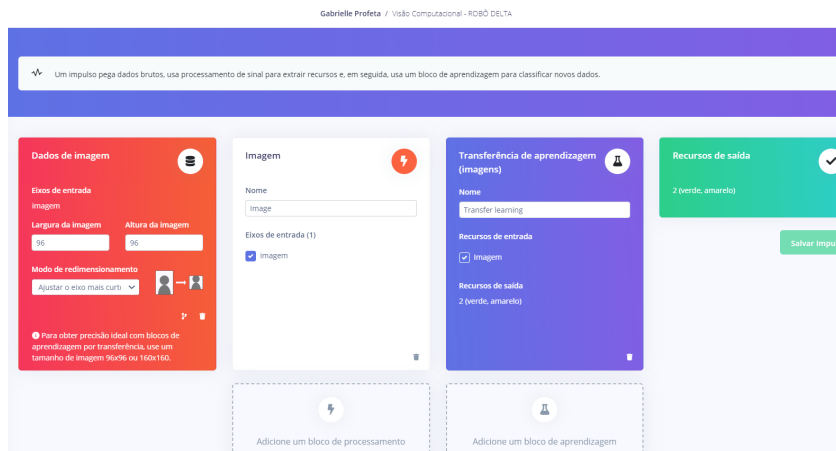 Gabrielle Profeta / Visão Computacional - ROBÔ DELTA
Um impulso pega dados brutos, usa processamento de sinal para extrair recursos e, em seguida, usa um bloco de aprendizagem para classificar novos dados.
Dados de imagem
Eixos de entrada
imagem
Largura da imagem Altura da imagem
96 96
Modo de redimensionamento
Ajustar o eixo mais curt
Para obter precisão ideal com blocos de
aprendizagem por transferência, use um
tamanho de imagem 96x96 ou 160x160.
Imagem
Nome
Image
Eixos de entrada (1)
imagem
Adicione um bloco de processamento
Transferência de aprendizagem
(imagens)
Nome
Transfer learning
Recursos de entrada
Imagem
Recursos de saída
2 (verde, amarelo)
Adicione um bloco de aprendizagem
Recursos de saída
2 (verde, amarelo)
Salvar Impu